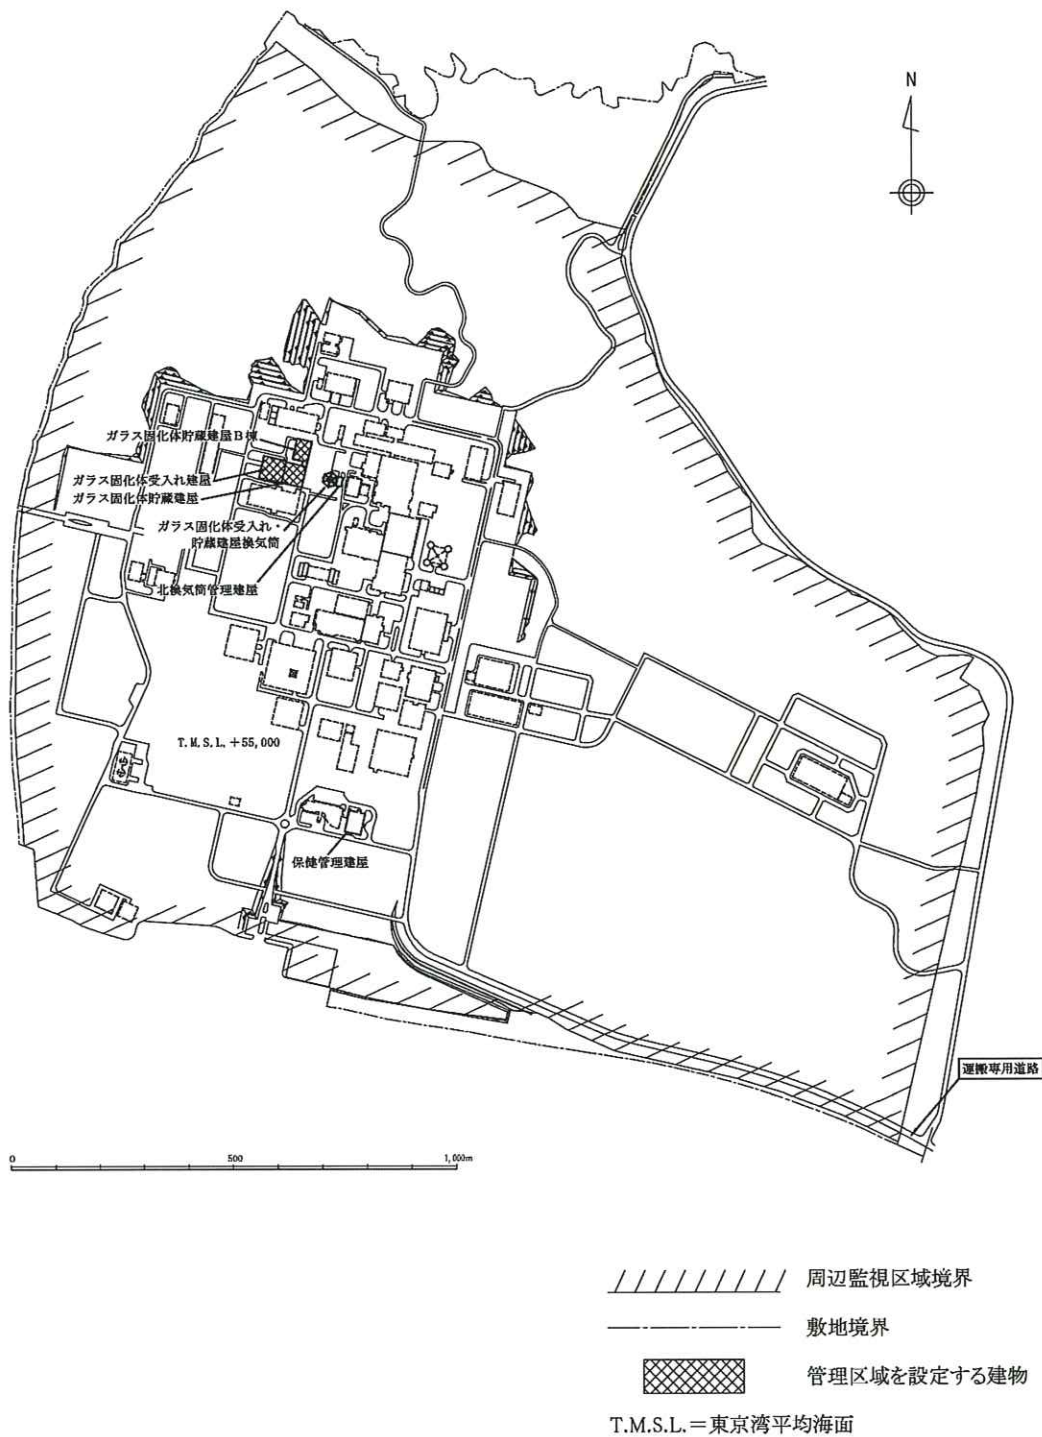 N
ガラス固化体貯蔵建屋B棟
ガラス固化体受入れ建屋
ガラス固化体貯蔵建屋
ガラス固化体受入れ・
貯蔵建屋換気筒
北換気筒管理建屋
T.M.S.L. +55,000
保健管理建屋
運搬専用道路
0 500 1,000m
周辺監視区域境界
敷地境界
管理区域を設定する建物
T.M.S.L.＝東京湾平均海面